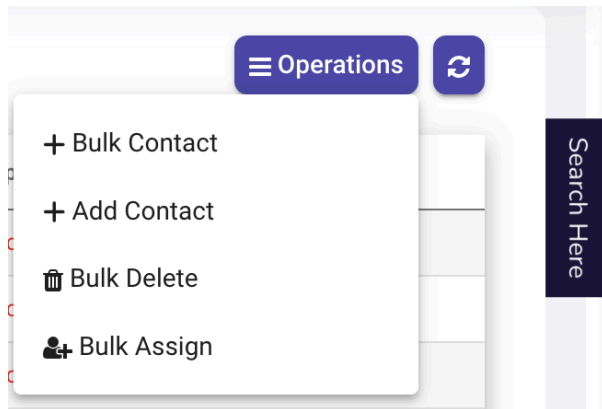 Operations
Bulk Contact
Add Contact
Bulk Delete
Bulk Assign
Search Here